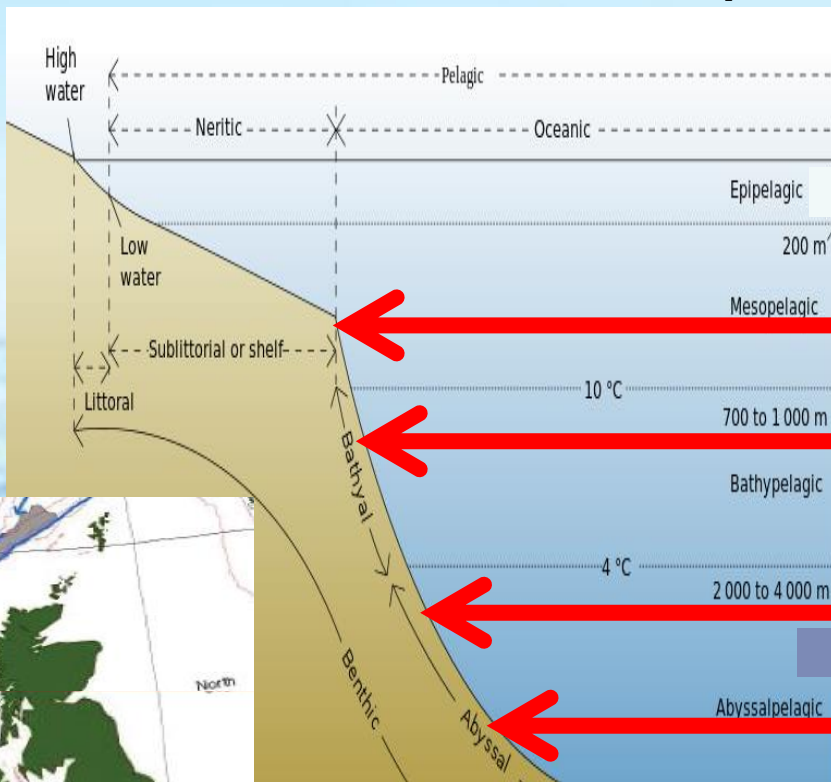 High
water
Pelagic
Neritic
Oceanic
Epipelagic
Low
water
200 m
Mesopelagic
Sublittorial or shelf
10 °C
Littoral
700 to 1 000 m
Bathyal
Bathypelagic
4 °C
2 000 to 4 000 m
Benthic
North
Abyssalpelagic
Abyssal